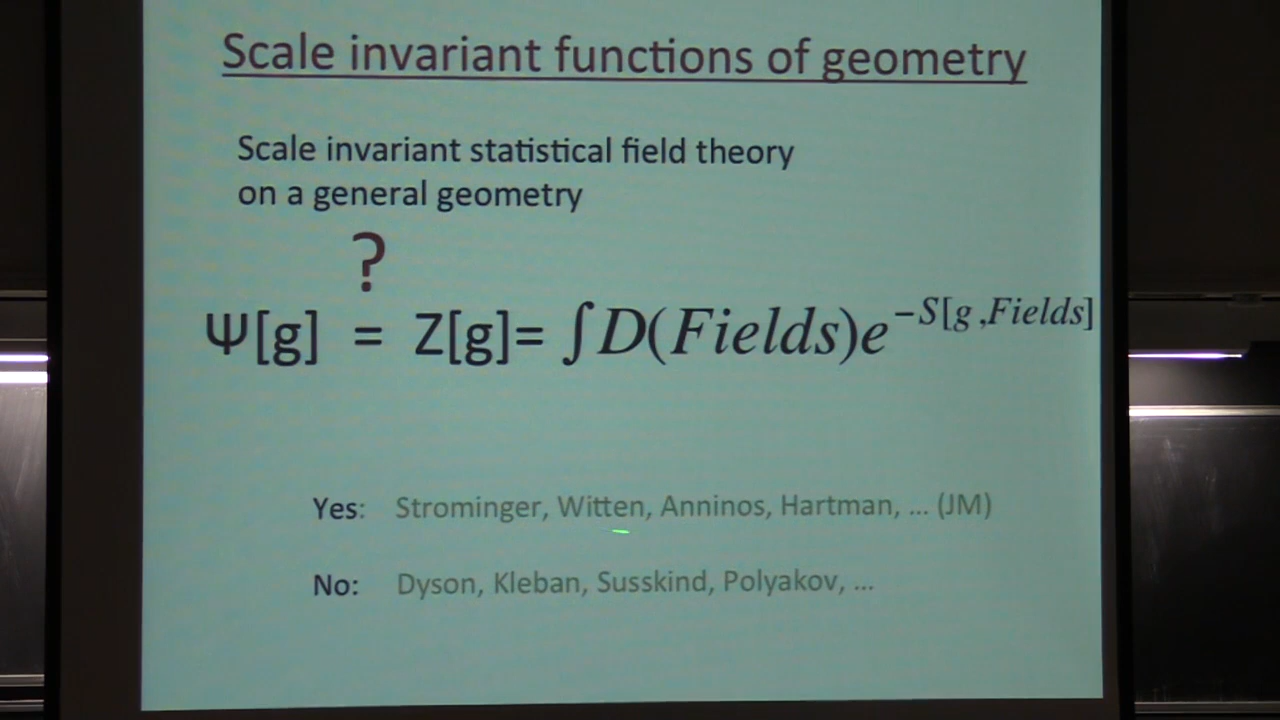 Scale invariant functions of geometry
Scale invariant statistical field theory
on a general geometry
?
Ψ[g] = Z[g]= ∫D(Fields)e^{-S[g,Fields]}
Yes: Strominger, Witten, Anninos, Hartman, ... (JM)
No: Dyson, Kleban, Susskind, Polyakov, ...